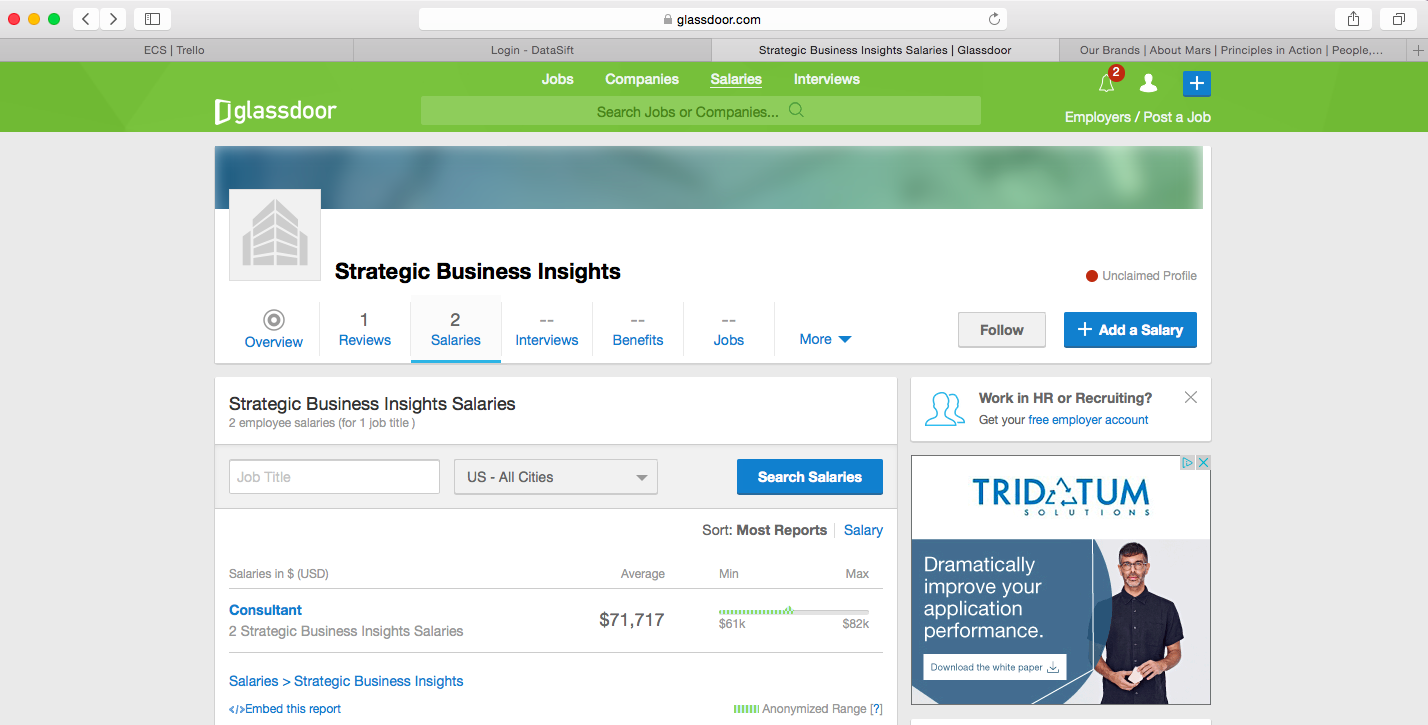 glassdoor.com
ECS | Trello
Login - DataSift
Strategic Business Insights Salaries | Glassdoor
Our Brands | About Mars | Principles in Action | People,...
Jobs Companies Salaries Interviews
2
glassdoor
Search Jobs or Companies...
Employers / Post a Job
Strategic Business Insights
Unclaimed Profile
Overview
1 Reviews
2 Salaries
-- Interviews
-- Benefits
-- Jobs
More
Follow
+ Add a Salary
Strategic Business Insights Salaries
2 employee salaries (for 1 job title )
Job Title
US - All Cities
Search Salaries
Sort: Most Reports Salary
Salaries in $ (USD) Average Min Max
Consultant
2 Strategic Business Insights Salaries
$71,717
$61k $82k
Salaries > Strategic Business Insights
</>Embed this report
Anonymized Range [?]
Work in HR or Recruiting?
Get your free employer account
TRIDATUM
SOLUTIONS
Dramatically
improve your
application
performance.
Download the white paper